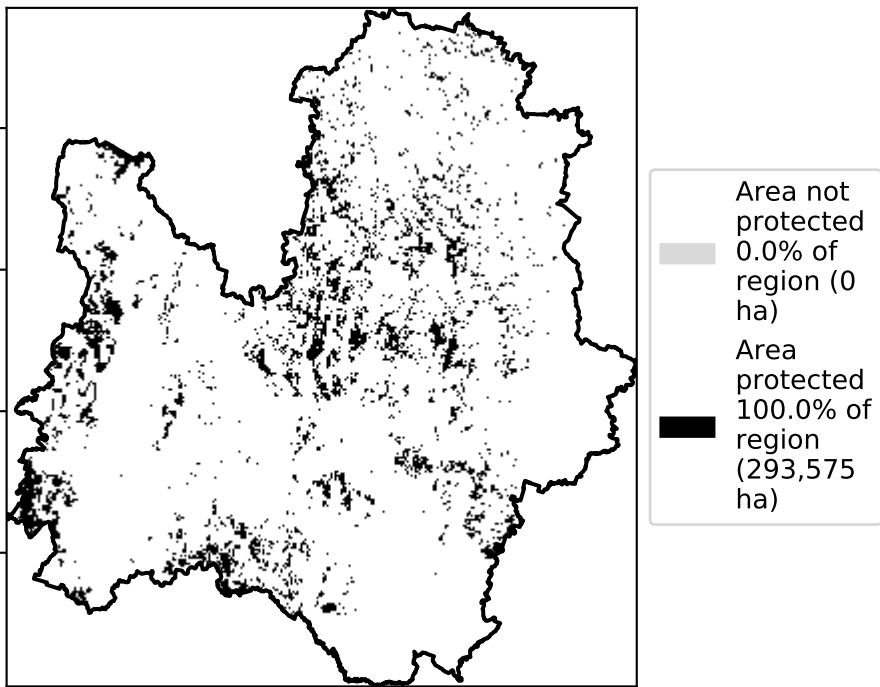 Area not
protected
0.0% of
region (0
ha)
Area
protected
100.0% of
region
(293,575
ha)